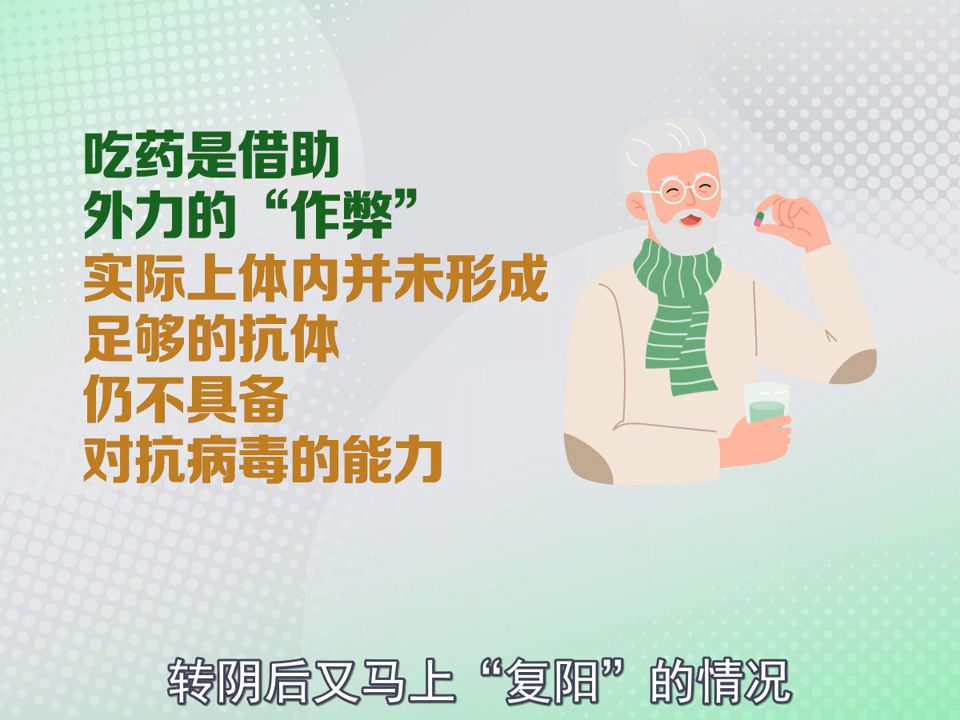 吃药是借助
外力的“作弊”
实际上体内并未形成
足够的抗体
仍不具备
对抗病毒的能力
转阴后又马上“复阳”的情况